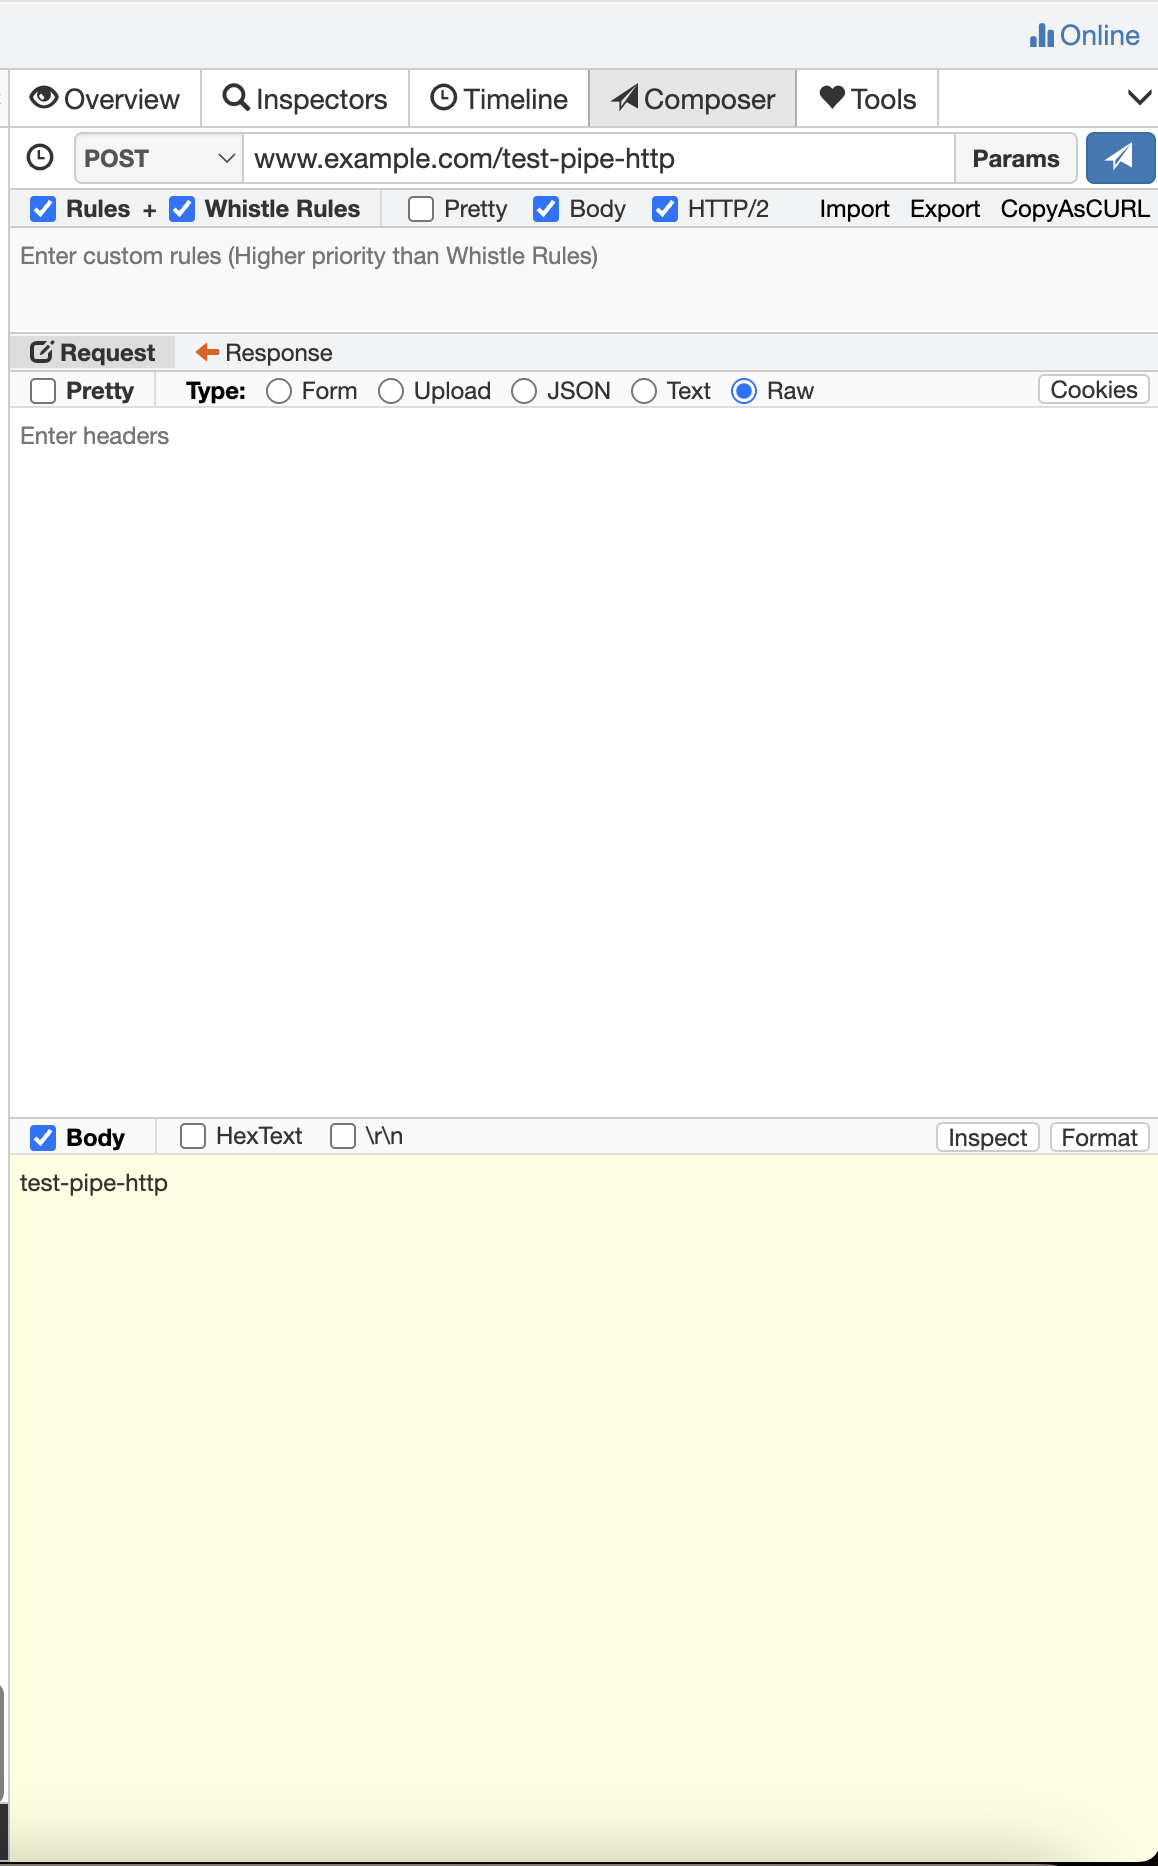 Online
Overview Inspectors Timeline Composer Tools
POST www.example.com/test-pipe-http Params
Rules + Whistle Rules Pretty Body HTTP/2 Import Export CopyAsCURL
Enter custom rules (Higher priority than Whistle Rules)
Request Response
Pretty Type: Form Upload JSON Text Raw Cookies
Enter headers
Body HexText \r\n Inspect Format
test-pipe-http